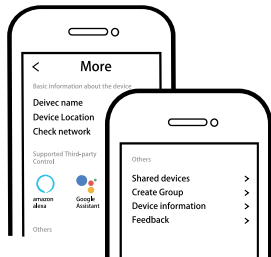 < More
Basic information about the device
Deivec name
Device Location
Check network
Supported Third-party
Control
amazon
alexa
Google
Assistant
Others
Others
Shared devices >
Create Group >
Device information >
Feedback >